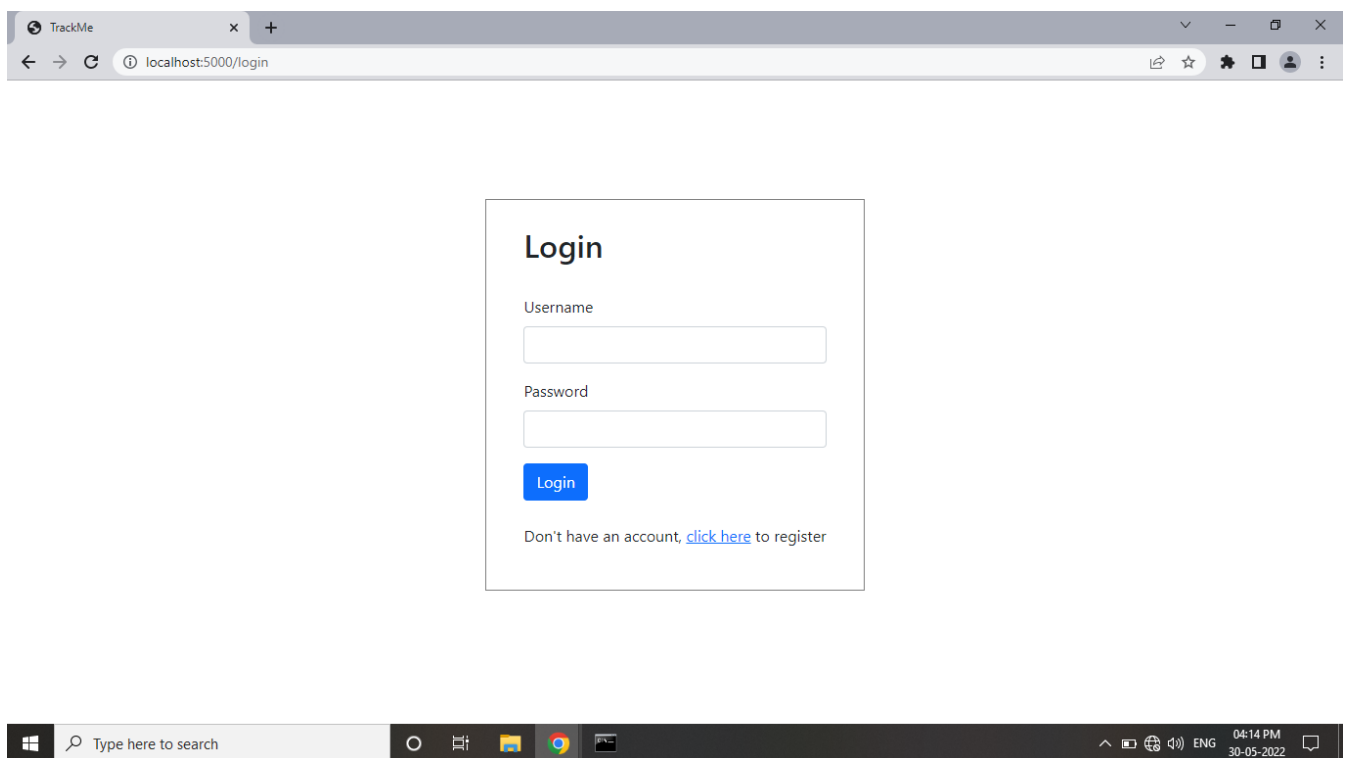 TrackMe
localhost:5000/login
Login
Username
Password
Login
Don't have an account, click here to register
Type here to search
ENG
04:14 PM
30-05-2022